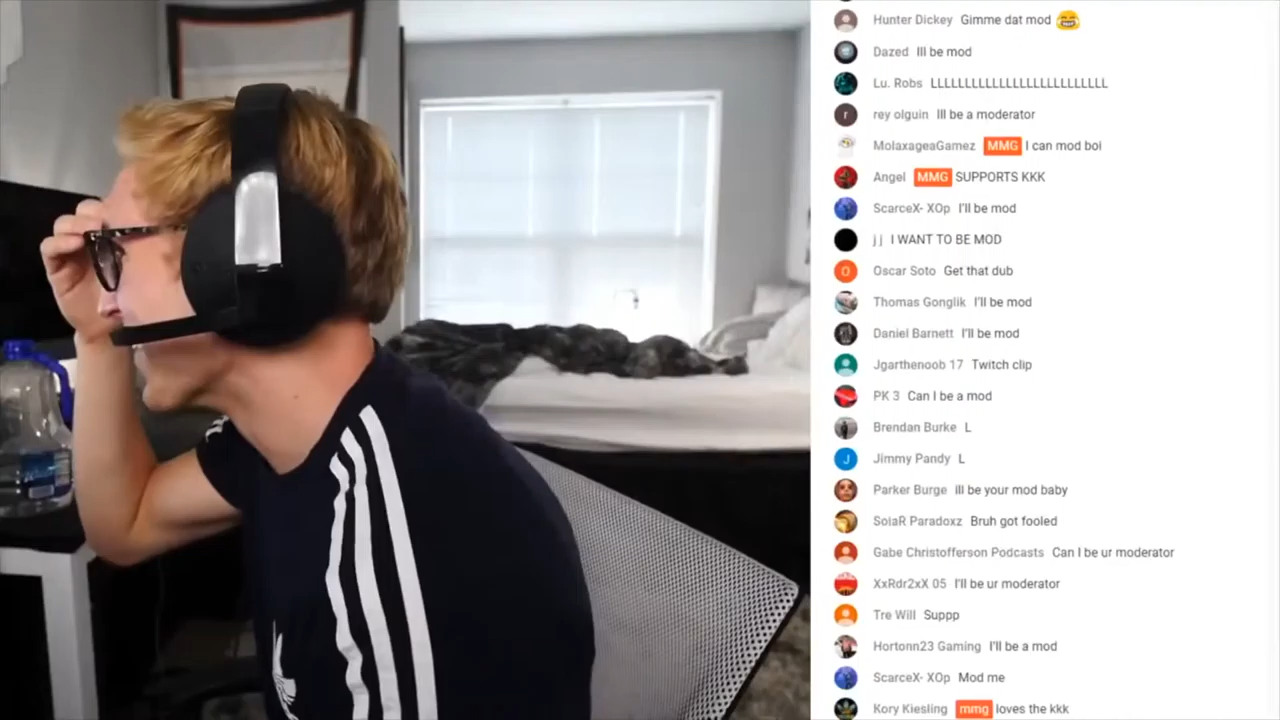 Hunter Dickey Gimme dat mod 😂
Dazed Ill be mod
Lu. Robs LLLLLLLLLLLLLLLLLLLLLLLLLL
rey olguin Ill be a moderator
MolaxageaGamez MMG I can mod boi
Angel MMG SUPPORTS KKK
ScarceX- XOp I'll be mod
j j I WANT TO BE MOD
Oscar Soto Get that dub
Thomas Gonglik I'll be mod
Daniel Barnett I'll be mod
Jgarthenoob 17 Twitch clip
PK 3 Can I be a mod
Brendan Burke L
Jimmy Pandy L
Parker Burge ill be your mod baby
SolaR Paradoxz Bruh got fooled
Gabe Christofferson Podcasts Can I be ur moderator
XxRdr2xX 05 I'll be ur moderator
Tre Will Suppp
Hortonn23 Gaming I'll be a mod
ScarceX- XOp Mod me
Kory Kiesling mmg loves the kkk